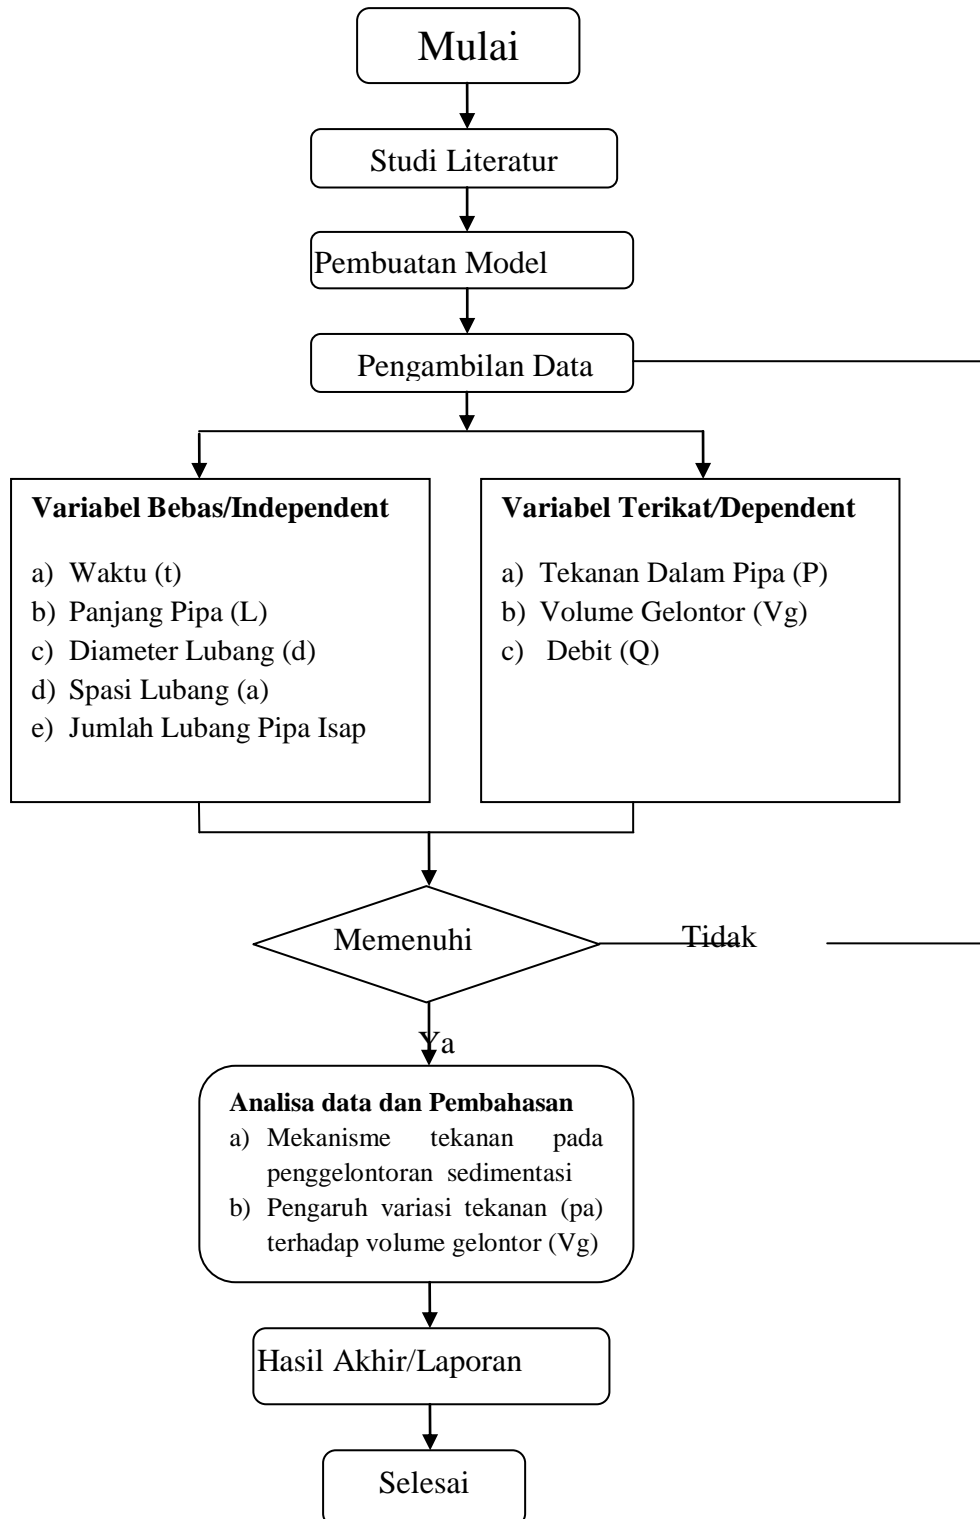 Mulai
Studi Literatur
Pembuatan Model
Pengambilan Data
Variabel Bebas/Independent
a) Waktu (t)
b) Panjang Pipa (L)
c) Diameter Lubang (d)
d) Spasi Lubang (a)
e) Jumlah Lubang Pipa Isap
Variabel Terikat/Dependent
a) Tekanan Dalam Pipa (P)
b) Volume Gelontor (Vg)
c) Debit (Q)
Memenuhi
Tidak
Ya
Analisa data dan Pembahasan
a) Mekanisme tekanan pada
penggelontoran sedimentasi
b) Pengaruh variasi tekanan (pa)
terhadap volume gelontor (Vg)
Hasil Akhir/Laporan
Selesai